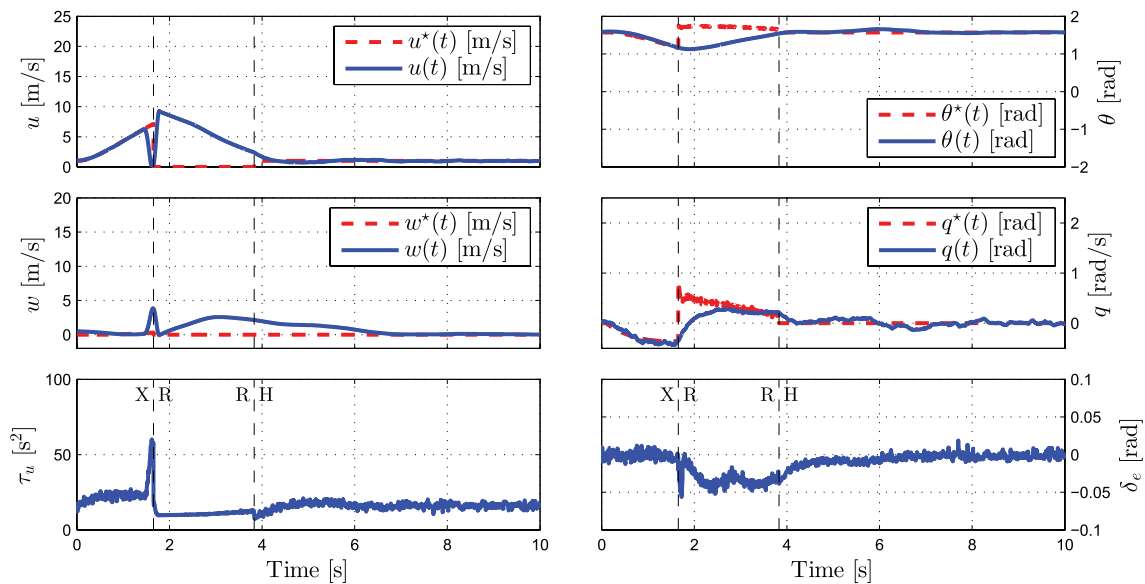 25
20
15
10
5
0
u [m/s]
u⋆(t) [m/s]
u(t) [m/s]
2
1
0
−1
−2
θ [rad]
θ⋆(t) [rad]
θ(t) [rad]
20
15
10
5
0
w [m/s]
w⋆(t) [m/s]
w(t) [m/s]
2
1
0
q [rad/s]
q⋆(t) [rad]
q(t) [rad]
100
50
0
τu [s²]
X R R H
0 2 4 6 8 10
Time [s]
0.1
0.05
0
−0.05
−0.1
δe [rad]
X R R H
0 2 4 6 8 10
Time [s]